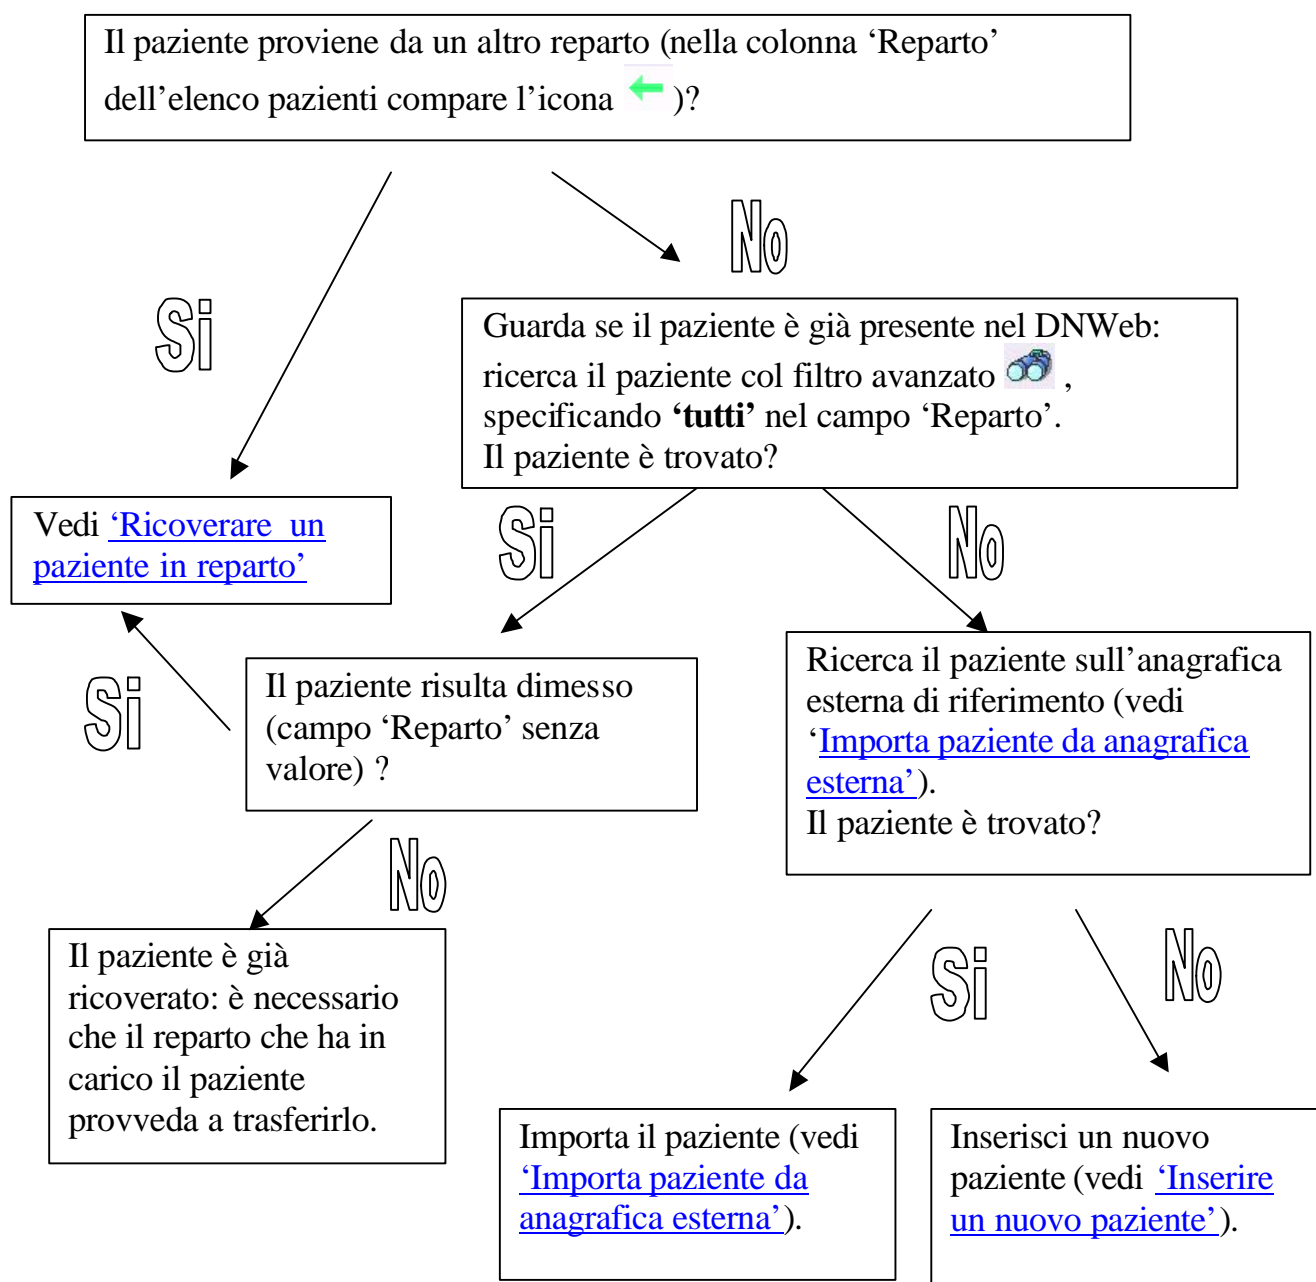 Il paziente proviene da un altro reparto (nella colonna ‘Reparto’
dell’elenco pazienti compare l’icona )?
No
Si
Guarda se il paziente è già presente nel DNWeb:
ricerca il paziente col filtro avanzato ,
specificando ‘tutti’ nel campo ‘Reparto’.
Il paziente è trovato?
Vedi ‘Ricoverare un
paziente in reparto’
Si
No
Si
Il paziente risulta dimesso
(campo ‘Reparto’ senza
valore) ?
Ricerca il paziente sull’anagrafica
esterna di riferimento (vedi
‘Importa paziente da anagrafica
esterna’).
Il paziente è trovato?
No
Il paziente è già
ricoverato: è necessario
che il reparto che ha in
carico il paziente
provveda a trasferirlo.
Si
No
Importa il paziente (vedi
‘Importa paziente da
anagrafica esterna’).
Inserisci un nuovo
paziente (vedi ‘Inserire
un nuovo paziente’).